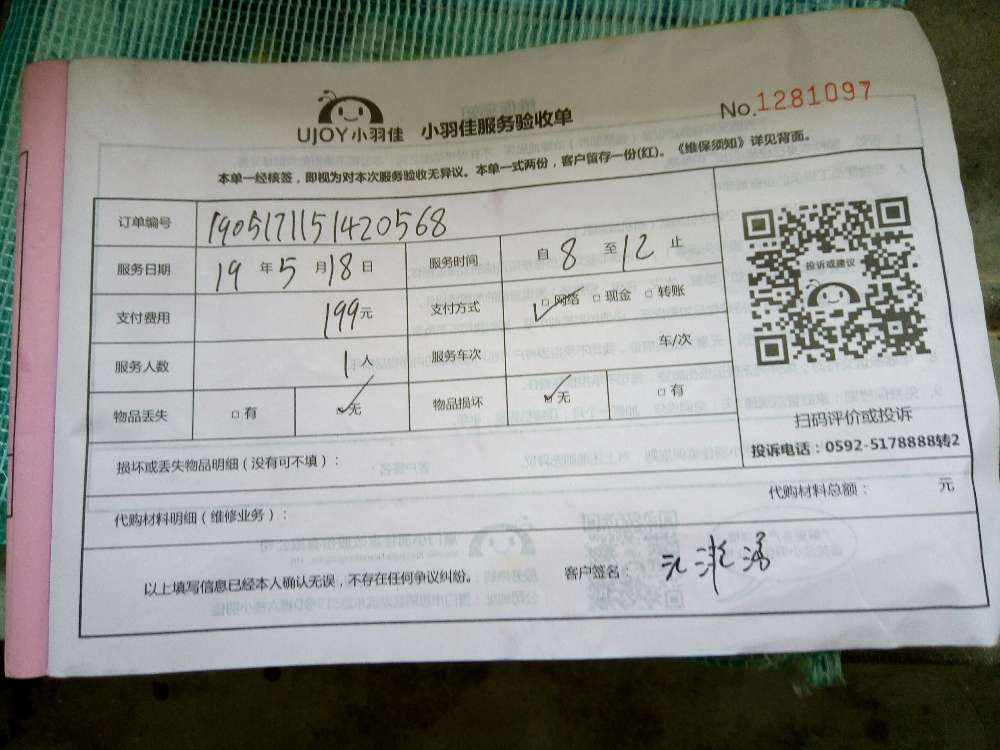 UJOY小羽佳 小羽佳服务验收单 No.1281097
本单一经核签，即视为对本次服务验收无异议。本单一式两份，客户留存一份(红)。《维保须知》详见背面。
订单编号 1905171151420568
服务日期 19 年 5 月 18 日 服务时间 自 8 至 12 止
支付费用 199元 支付方式 □网络 □现金 □转账
服务人数 1人 服务车次 车/次
物品丢失 □有 □无 物品损坏 □无 □有
投诉或建议
扫码评价或投诉
投诉电话：0592-5178888转2
损坏或丢失物品明细（没有可不填）：
代购材料明细（维修业务）： 代购材料总额： 元
以上填写信息已经本人确认无误，不存在任何争议纠纷。 客户签名：